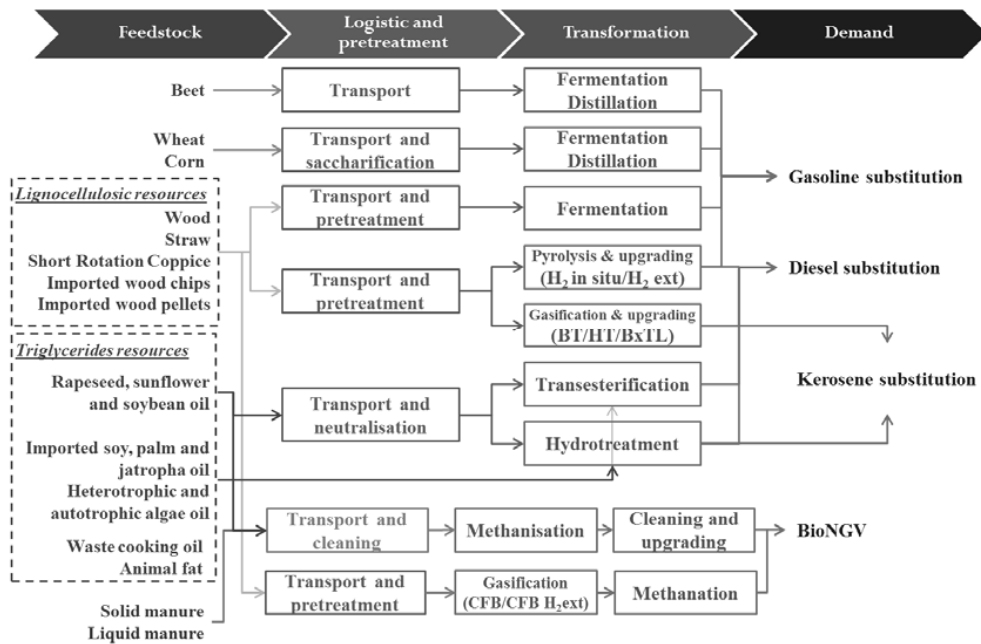 Feedstock
Logistic and
pretreatment
Transformation
Demand
Beet
Transport
Fermentation
Distillation
Wheat
Corn
Transport and
saccharification
Fermentation
Distillation
Gasoline substitution
Lignocellulosic resources
Wood
Straw
Short Rotation Coppice
Imported wood chips
Imported wood pellets
Transport and
pretreatment
Fermentation
Transport and
pretreatment
Pyrolysis & upgrading
(H2 in situ/H2 ext)
Diesel substitution
Gasification & upgrading
(BT/HT/BxTL)
Triglycerides resources
Rapeseed, sunflower
and soybean oil
Imported soy, palm and
jatropha oil
Heterotrophic and
autotrophic algae oil
Waste cooking oil
Animal fat
Transport and
neutralisation
Transesterification
Hydrotreatment
Kerosene substitution
Transport and
cleaning
Methanisation
Cleaning and
upgrading
BioNGV
Solid manure
Liquid manure
Transport and
pretreatment
Gasification
(CFB/CFB H2ext)
Methanation